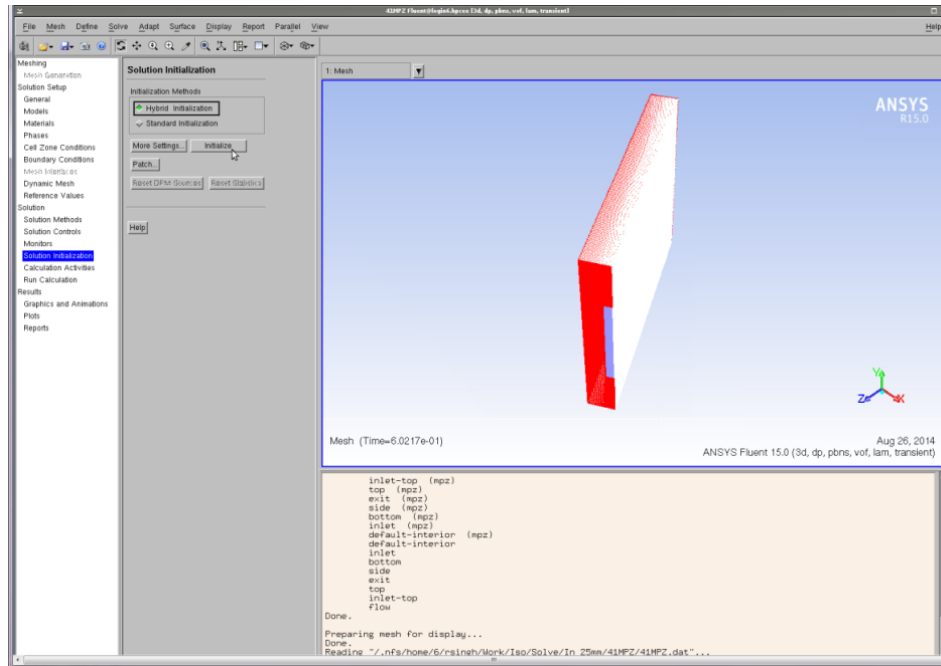 41MPZ Fluent@login6.hpcvn [3d, dp, pbns, vof, lam, transient]
File Mesh Define Solve Adapt Surface Display Report Parallel View Help
Meshing
Mesh Generation
Solution Setup
General
Models
Materials
Phases
Cell Zone Conditions
Boundary Conditions
Mesh Interfaces
Dynamic Mesh
Reference Values
Solution
Solution Methods
Solution Controls
Monitors
Solution Initialization
Calculation Activities
Run Calculation
Results
Graphics and Animations
Plots
Reports
Solution Initialization
Initialization Methods
Hybrid Initialization
Standard Initialization
More Settings... Initialize
Patch...
Reset DPM Sources Reset Statistics
Help
1: Mesh
ANSYS
R15.0
Y
Z X
Mesh (Time=6.0217e-01)
Aug 26, 2014
ANSYS Fluent 15.0 (3d, dp, pbns, vof, lam, transient)
inlet-top (mpz)
top (mpz)
exit (mpz)
side (mpz)
bottom (mpz)
inlet (mpz)
default-interior (mpz)
default-interior
inlet
bottom
side
exit
top
inlet-top
flow
Done.
Preparing mesh for display...
Done.
Reading "/.nfs/home/6/rsingh/Work/Iso/Solve/In 25mm/41MPZ/41MPZ.dat"...